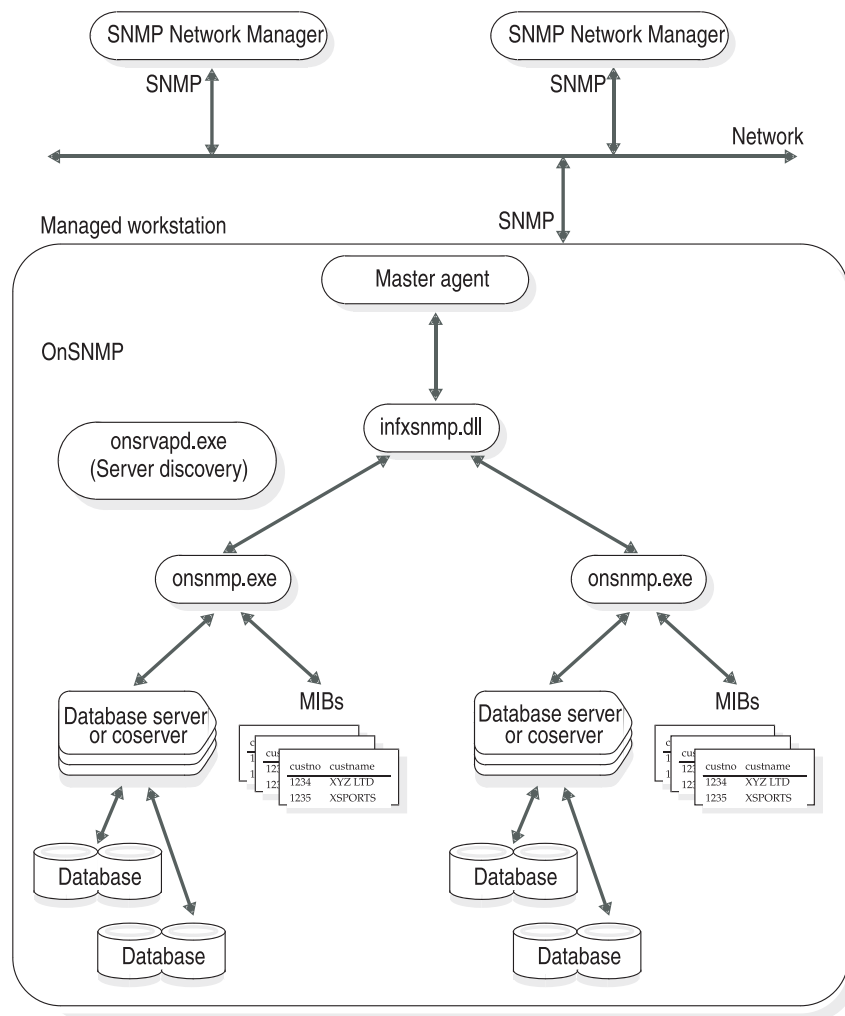 SNMP Network Manager
SNMP Network Manager
SNMP
SNMP
Network
SNMP
Managed workstation
Master agent
OnSNMP
infxsnmp.dll
onsrvapd.exe
(Server discovery)
onsnmp.exe
onsnmp.exe
Database server
or coserver
MIBs
custno custname
1234 XYZ LTD
1235 XSPORTS
Database server
or coserver
MIBs
custno custname
1234 XYZ LTD
1235 XSPORTS
Database
Database
Database
Database